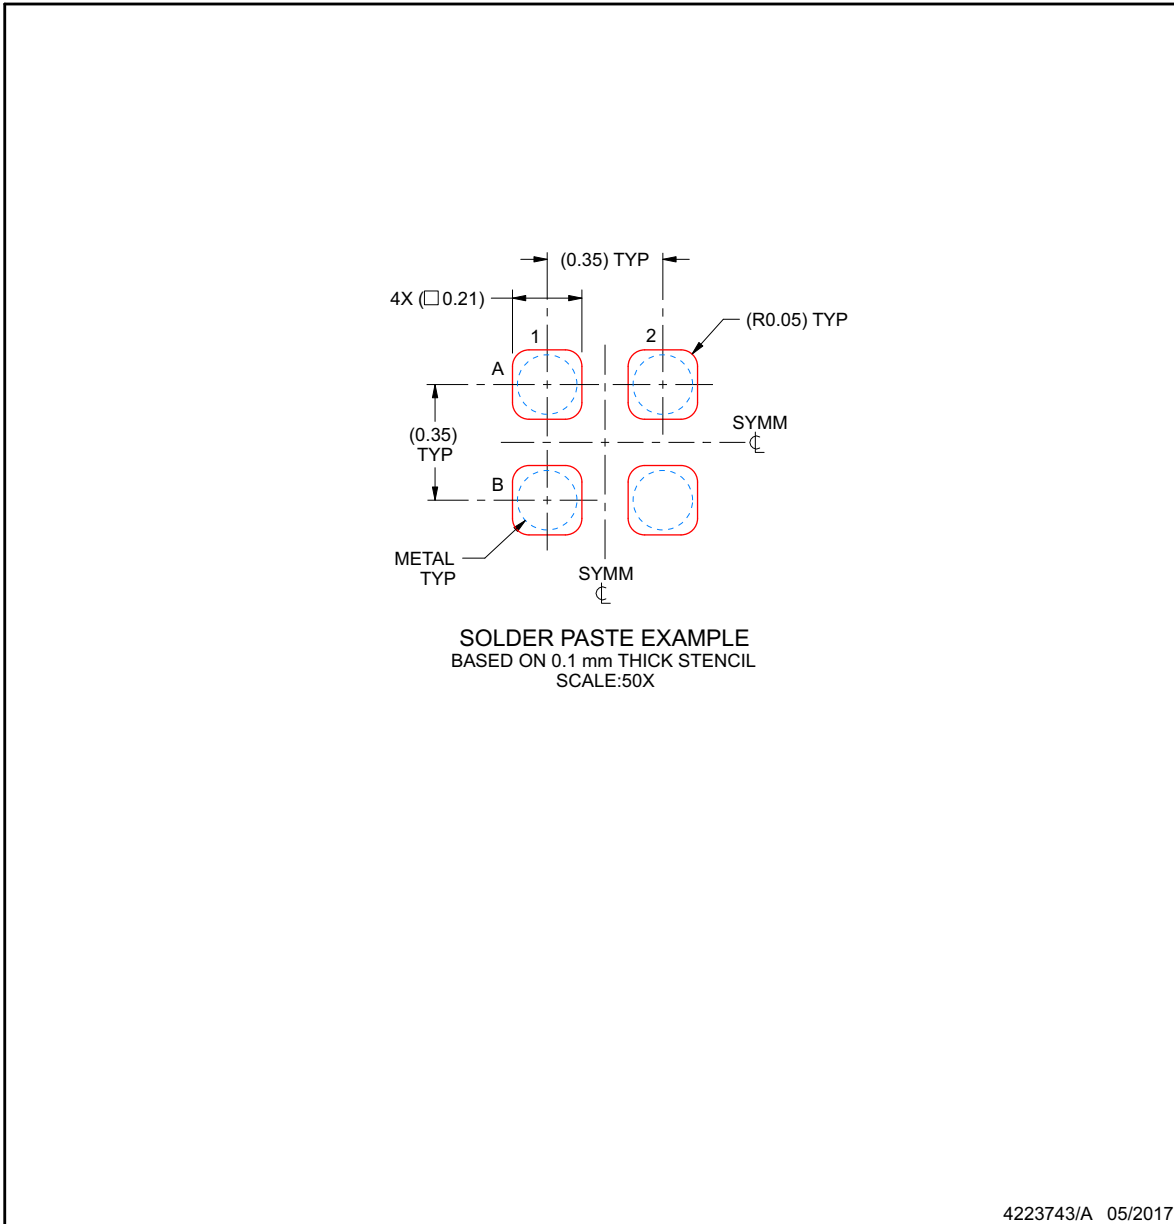 (0.35) TYP
4X (□ 0.21)
(R0.05) TYP
1
2
A
(0.35)
TYP
SYMM
℄
B
METAL
TYP
SYMM
℄
SOLDER PASTE EXAMPLE
BASED ON 0.1 mm THICK STENCIL
SCALE:50X
4223743/A 05/2017